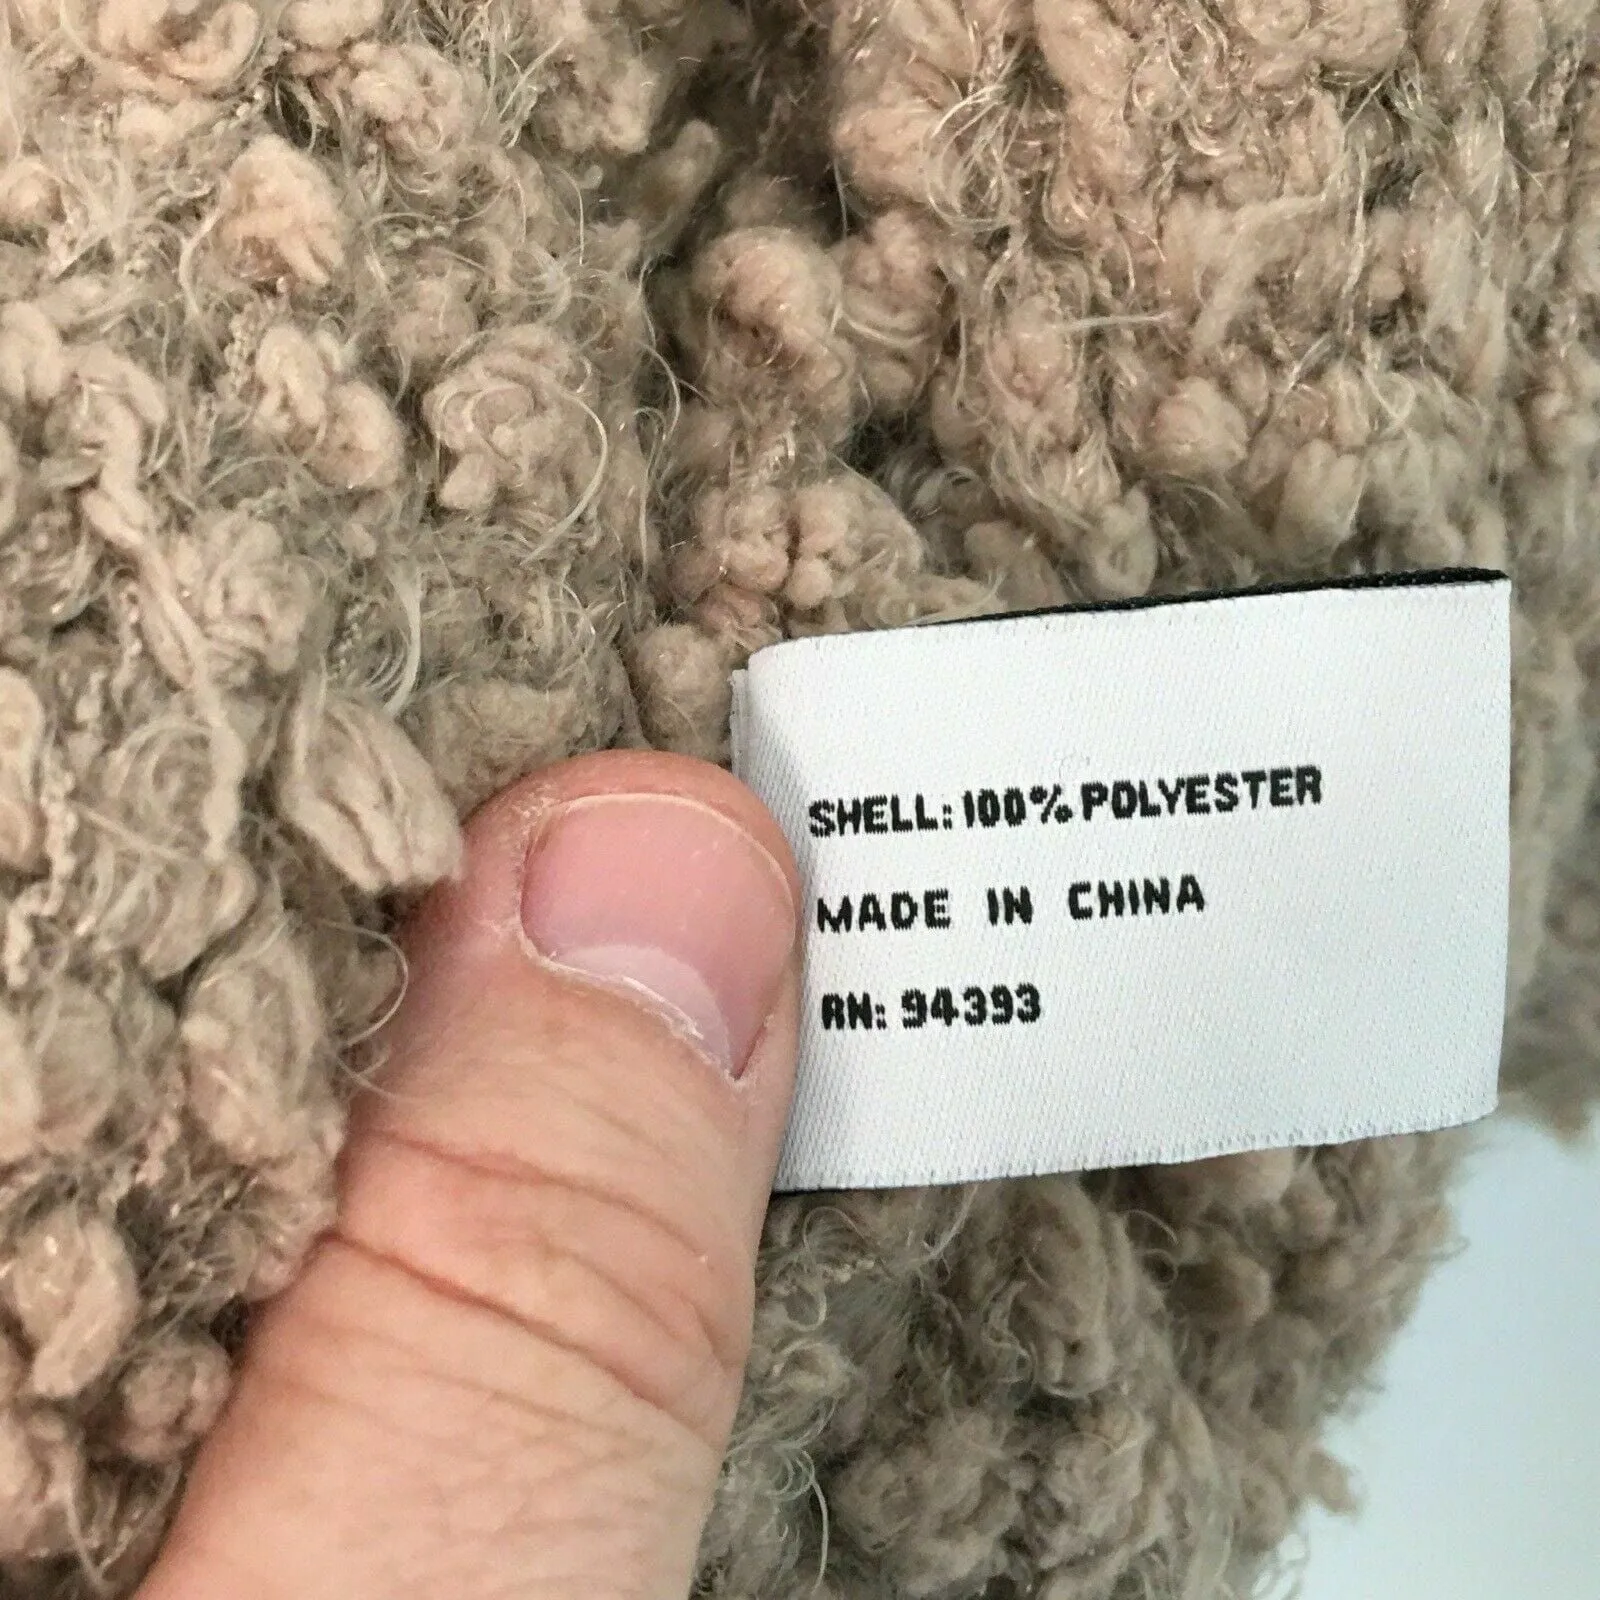 SHELL: 100% POLYESTER
MADE IN CHINA
RN: 94393